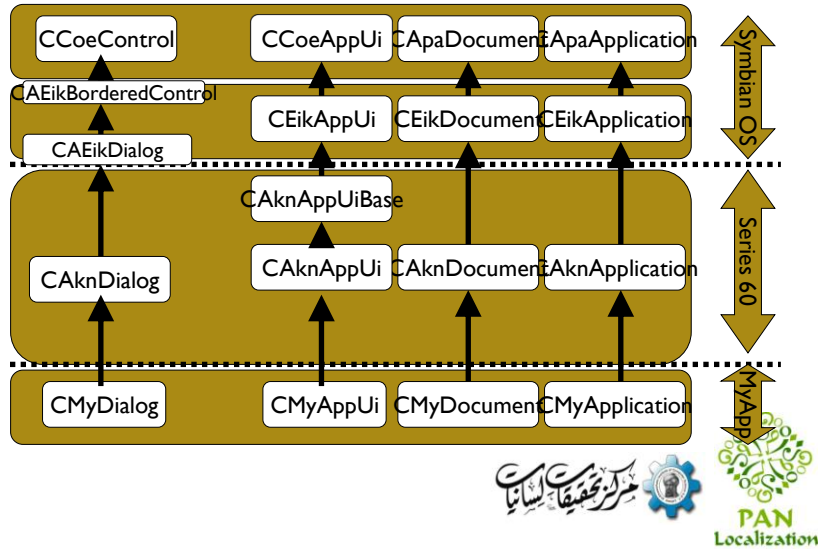 CCoeControl
CCoeAppUi
CApaDocument
CApaApplication
CAEikBorderedControl
CEikAppUi
CEikDocument
CEikApplication
CAEikDialog
Symbian OS
CAknAppUiBase
CAknDialog
CAknAppUi
CAknDocument
CAknApplication
Series 60
CMyDialog
CMyAppUi
CMyDocument
CMyApplication
MyApp
مرکز تحقیقات لسانیات
PAN
Localization